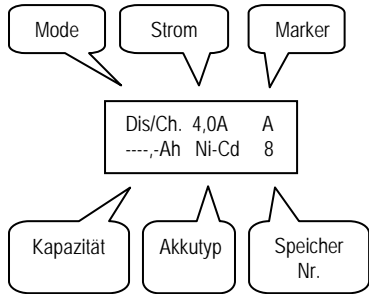 Mode Strom Marker
Dis/Ch. 4,0A A
----,-Ah Ni-Cd 8
Kapazität Akkutyp Speicher
Nr.